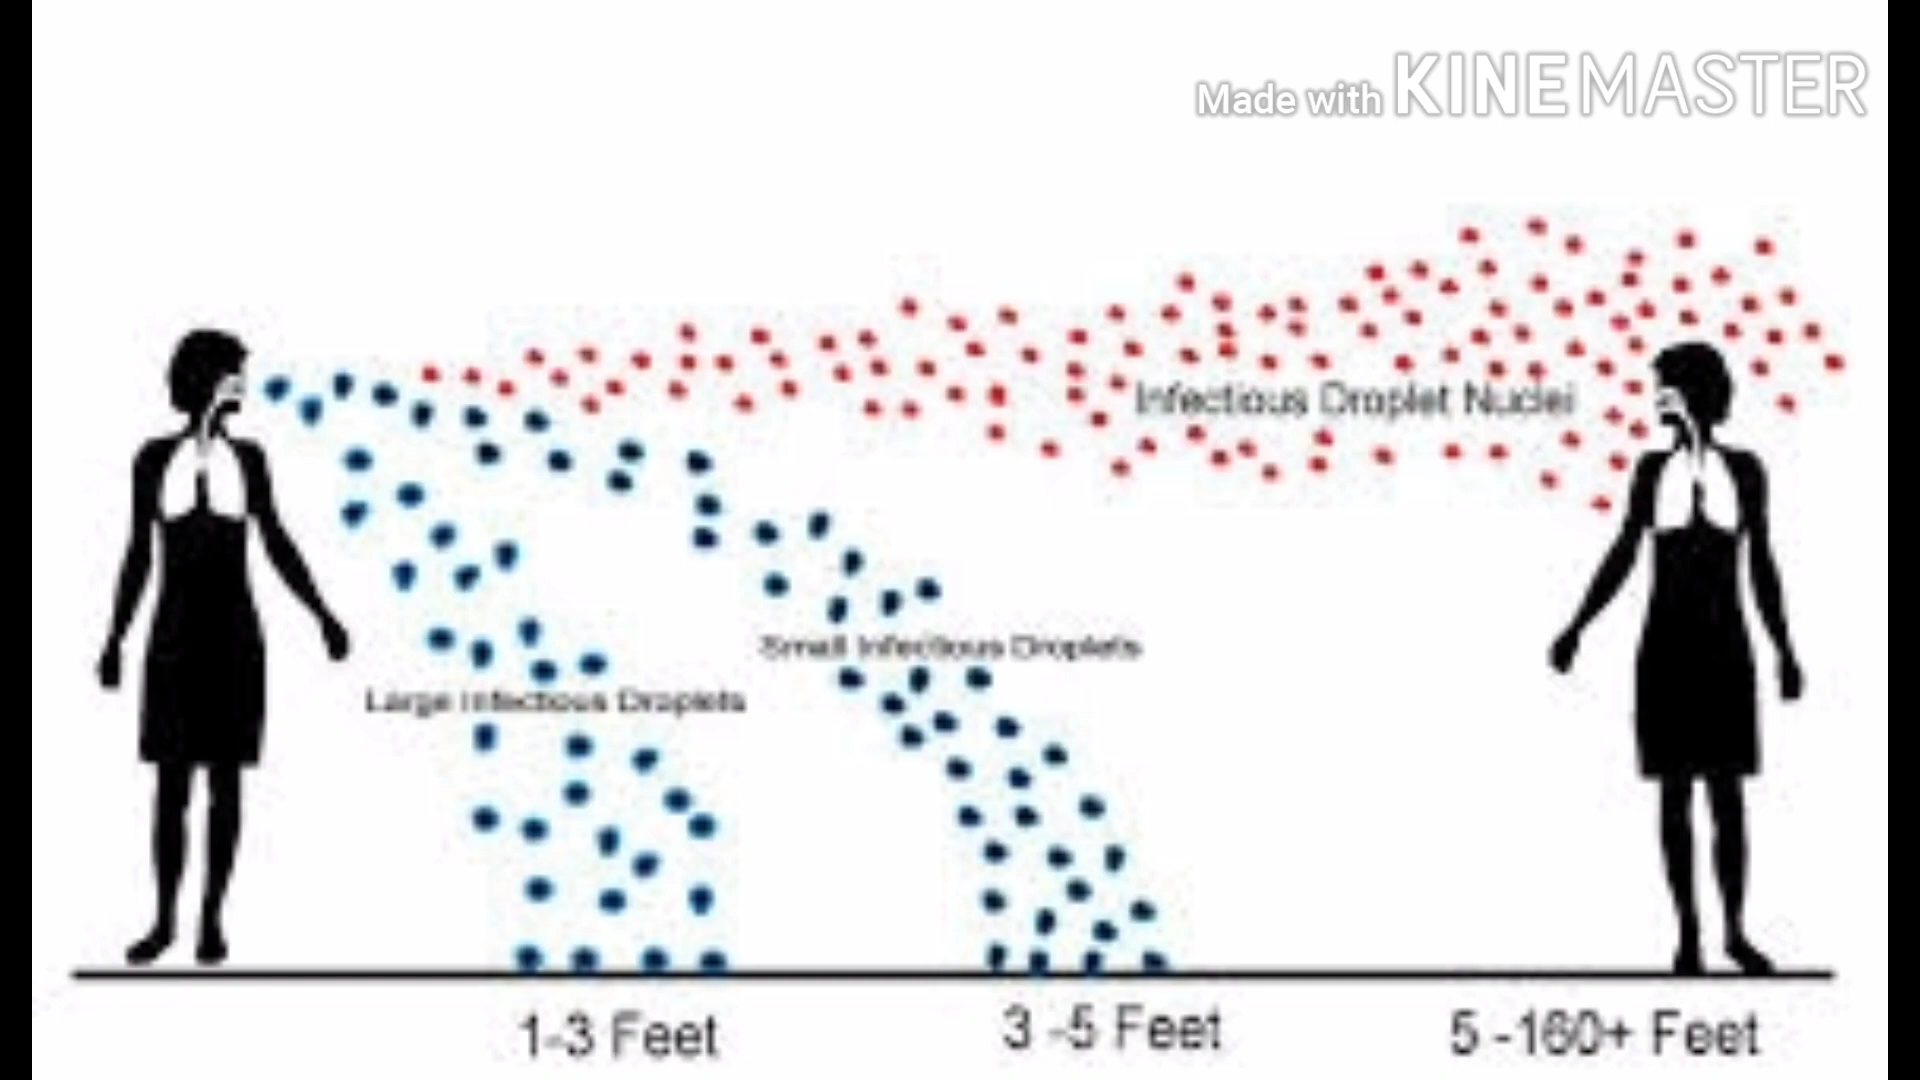 Made with KINEMASTER
Infectious Droplet Nuclei
Small Infectious Droplets
Large Infectious Droplets
1-3 Feet
3 -5 Feet
5 -160+ Feet